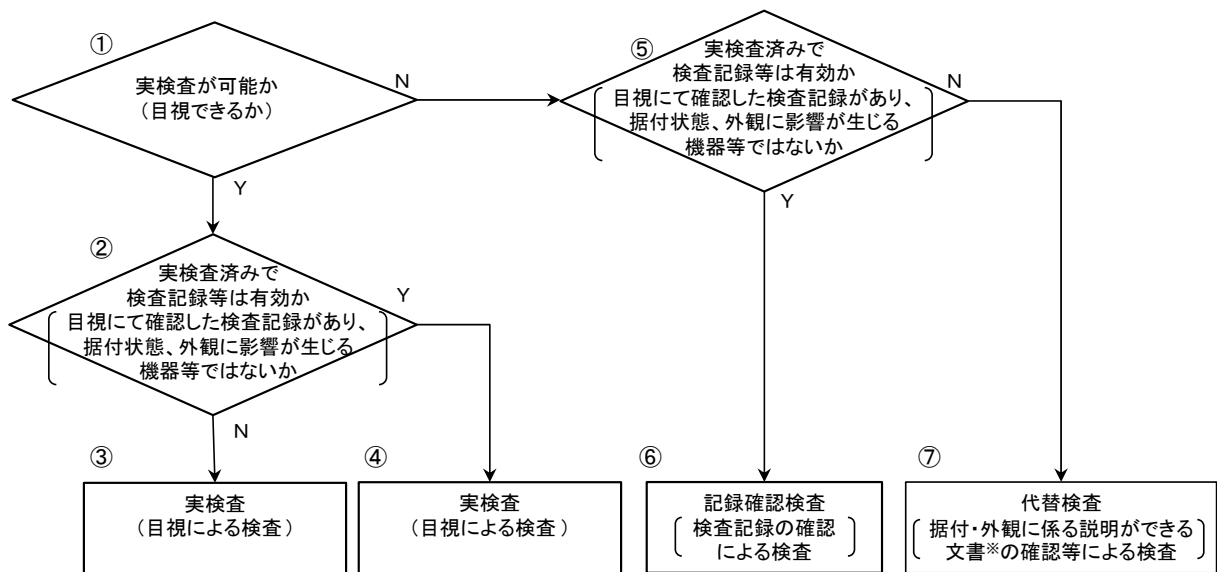 ①
実検査が可能か
（目視できるか）
N
Y
⑤
実検査済みで
検査記録等は有効か
目視にて確認した検査記録があり、
据付状態、外観に影響が生じる
機器等ではないか
N
Y
②
実検査済みで
検査記録等は有効か
目視にて確認した検査記録があり、
据付状態、外観に影響が生じる
機器等ではないか
Y
N
③
実検査
（目視による検査）
④
実検査
（目視による検査）
⑥
記録確認検査
検査記録の確認
による検査
⑦
代替検査
据付・外観に係る説明ができる
文書※の確認等による検査